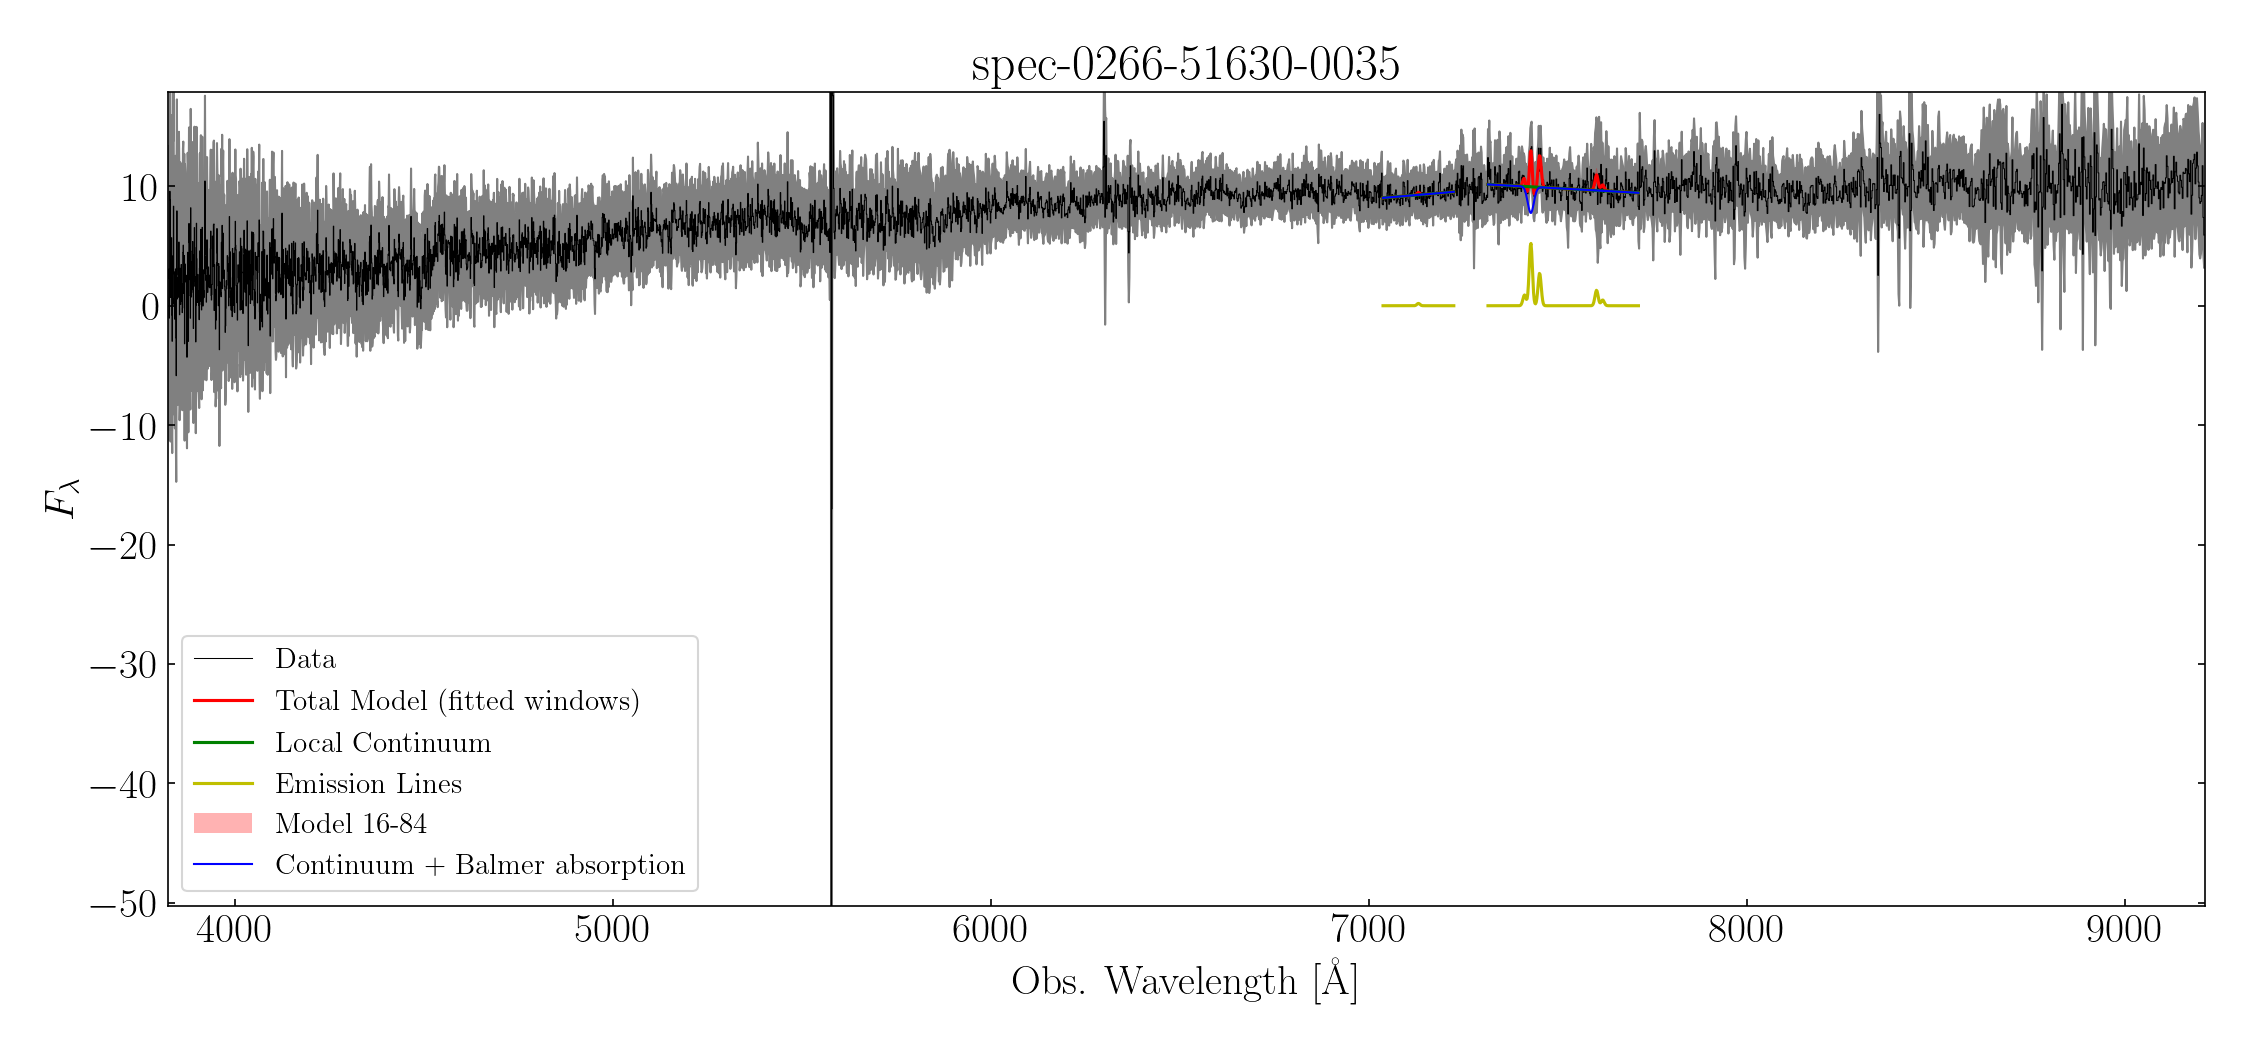 spec-0266-51630-0035
10
0
−10
−20
−30
−40
−50
F_λ
Data
Total Model (fitted windows)
Local Continuum
Emission Lines
Model 16-84
Continuum + Balmer absorption
4000 5000 6000 7000 8000 9000
Obs. Wavelength [Å]